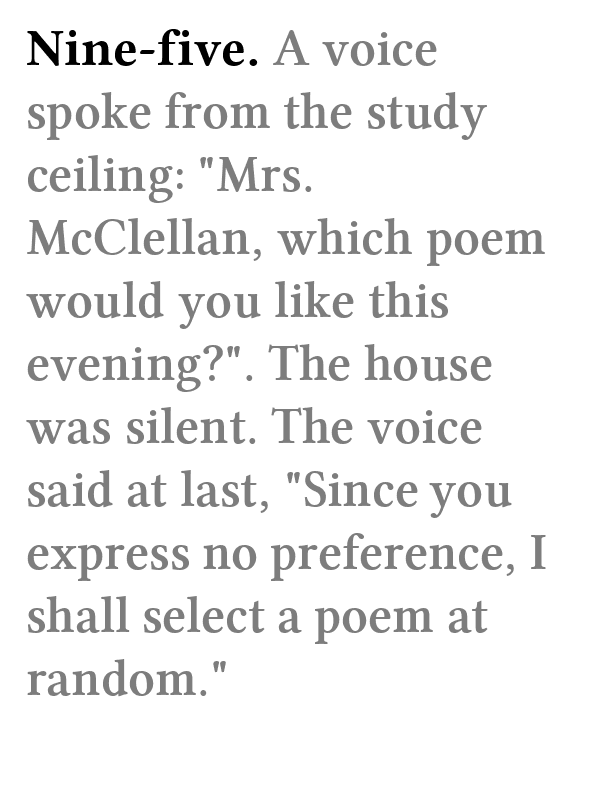 Nine-five. A voice
spoke from the study
ceiling: "Mrs.
McClellan, which poem
would you like this
evening?". The house
was silent. The voice
said at last, "Since you
express no preference, I
shall select a poem at
random."